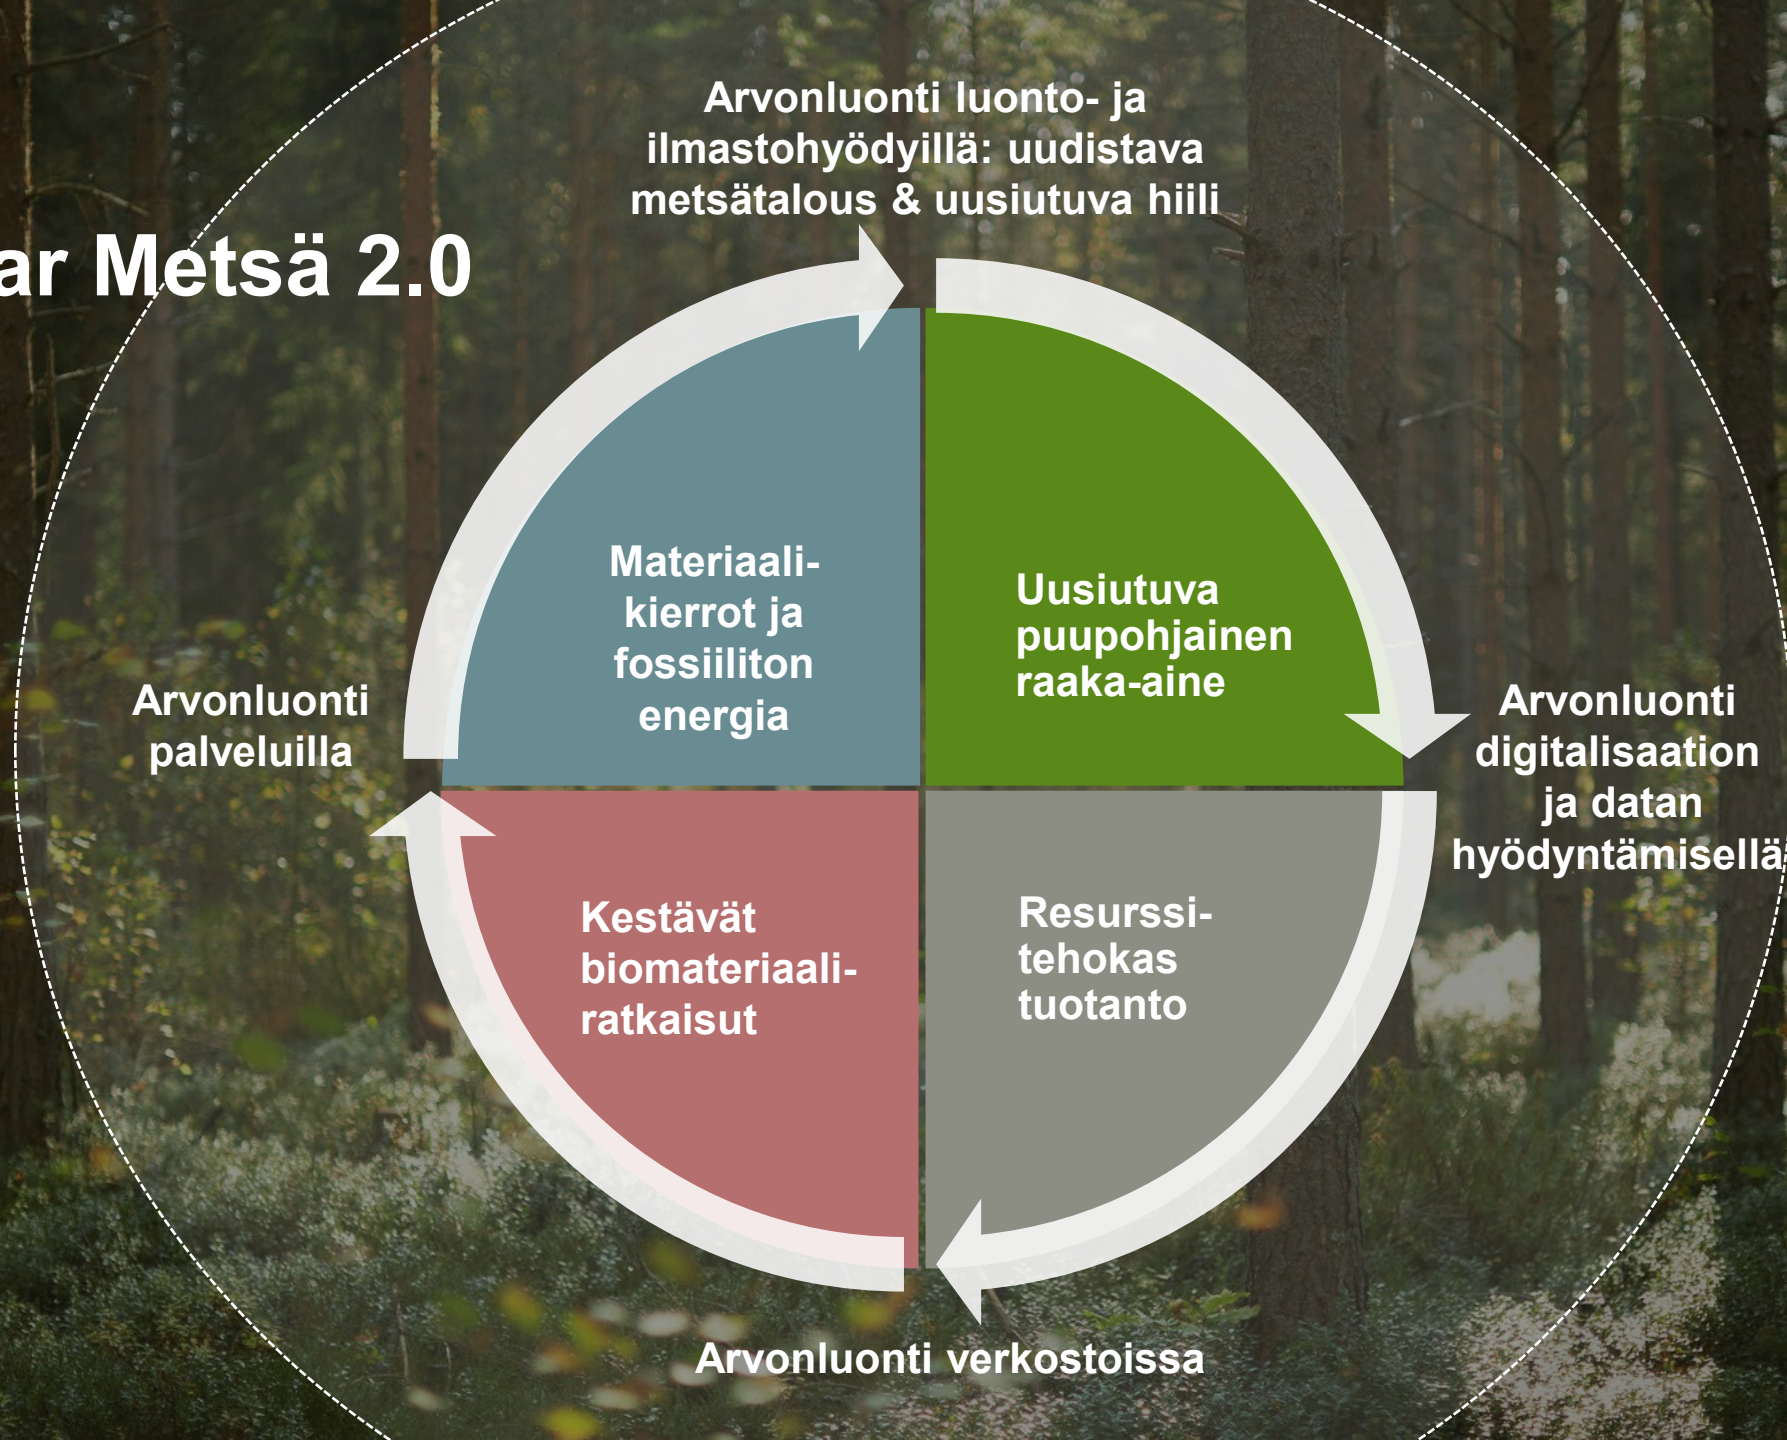 Arvonluonti luonto- ja
ilmastohyödyillä: uudistava
metsätalous & uusiutuva hiili
ar Metsä 2.0
Materiaali-
kierrot ja
fossiiliton
energia
Uusiutuva
puupohjainen
raaka-aine
Arvonluonti
palveluilla
Arvonluonti
digitalisaation
ja datan
hyödyntämisellä
Kestävät
biomateriaali-
ratkaisut
Resurssi-
tehokas
tuotanto
Arvonluonti verkostoissa